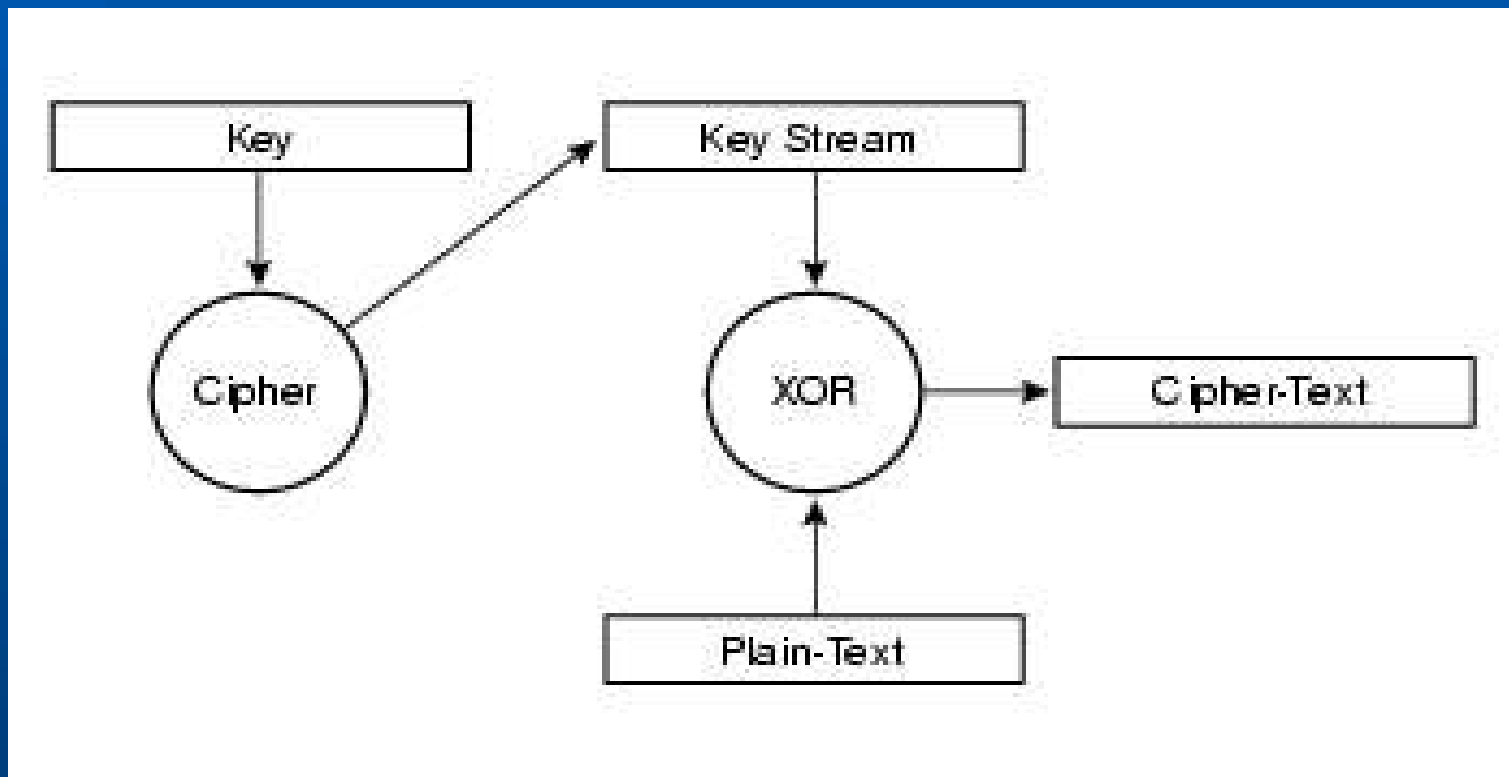 Key
Key Stream
Cipher
XOR
Cipher-Text
Plain-Text